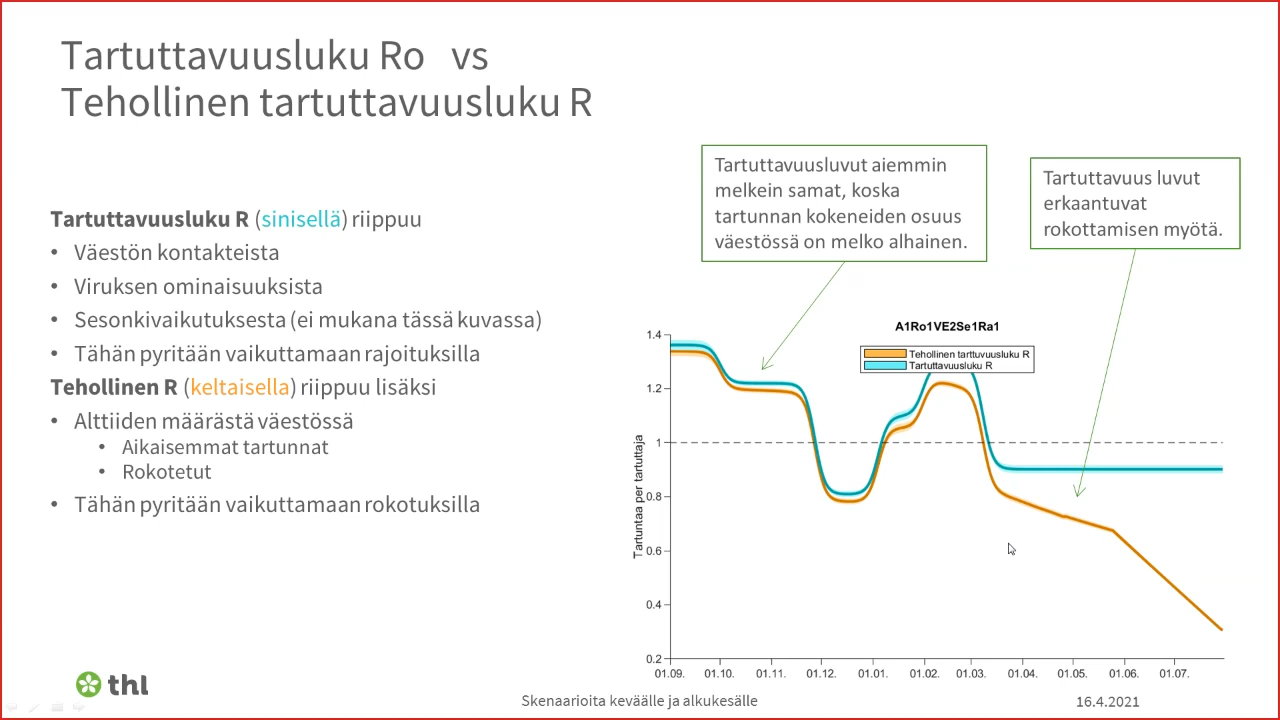 Tartuttavuusluku Ro vs
Tehollinen tartuttavuusluku R
Tartuttavuusluku R (sinisellä) riippuu
• Väestön kontakteista
• Viruksen ominaisuuksista
• Sesonkivaikutuksesta (ei mukana tässä kuvassa)
• Tähän pyritään vaikuttamaan rajoituksilla
Tehollinen R (keltaisella) riippuu lisäksi
• Alttiiden määrästä väestössä
• Aikaisemmat tartunnat
• Rokotetut
• Tähän pyritään vaikuttamaan rokotuksilla
Tartuttavuusluvut aiemmin
melkein samat, koska
tartunnan kokeneiden osuus
väestössä on melko alhainen.
Tartuttavuus luvut
erkaantuvat
rokottamisen myötä.
A1Ro1VE2Se1Ra1
Tehollinen tarttuvuusluku R
Tartuttavuusluku R
Tartuntaa per tartuttaja
1.4
1.2
1
0.8
0.6
0.4
0.2
01.09. 01.10. 01.11. 01.12. 01.01. 01.02. 01.03. 01.04. 01.05. 01.06. 01.07.
thl
Skenaarioita keväälle ja alkukesälle
16.4.2021